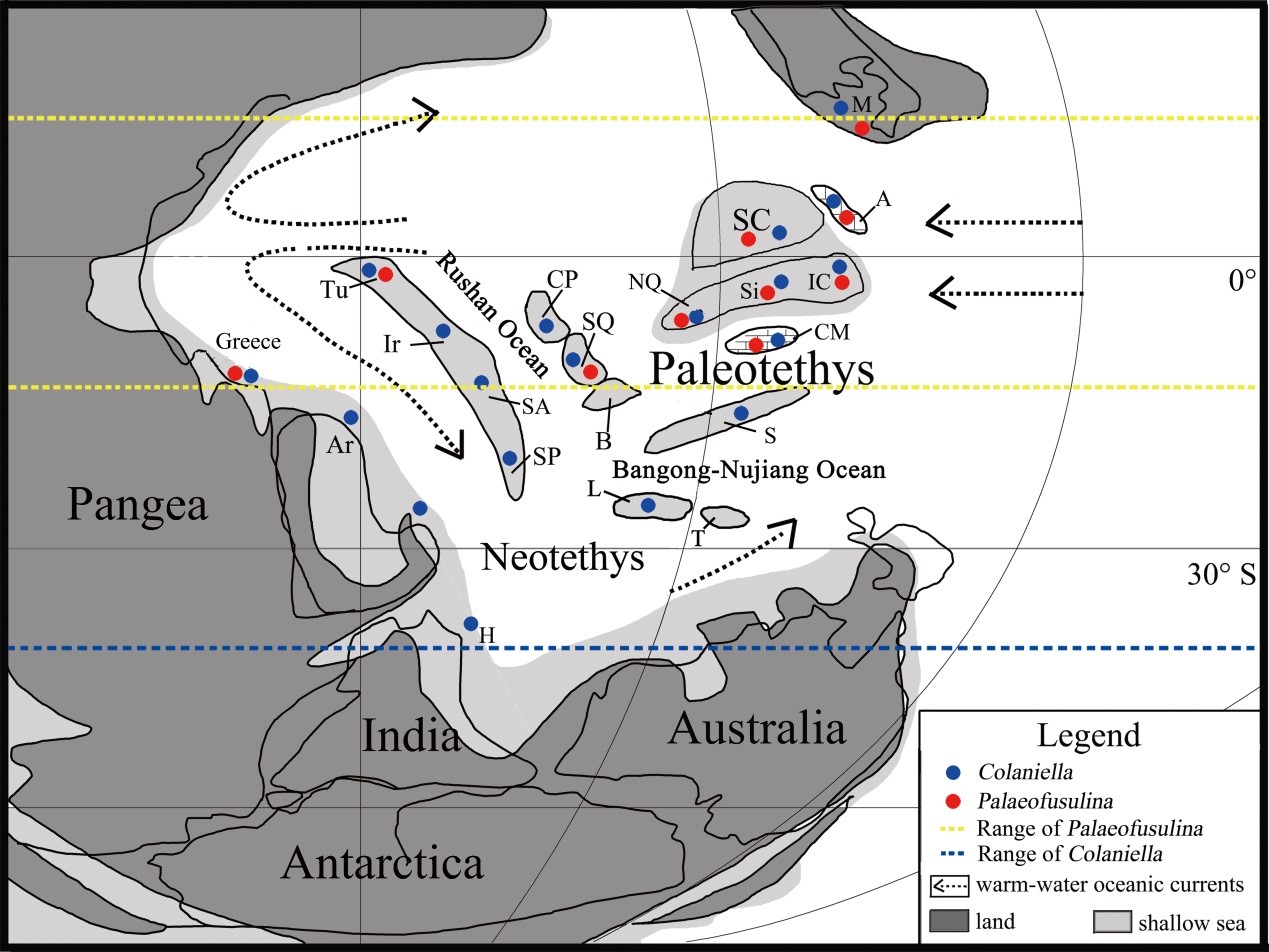 M
A
SC
0°
Rushan Ocean
CP
NQ
Si
IC
Tu
SQ
CM
Greece
Ir
Paleotethys
SA
B
S
Ar
SP
Bangong-Nujiang Ocean
L
Pangea
T
Neotethys
30° S
H
India
Australia
Antarctica
Legend
Colaniella
Palaeofusulina
Range of Palaeofusulina
Range of Colaniella
warm-water oceanic currents
land
shallow sea